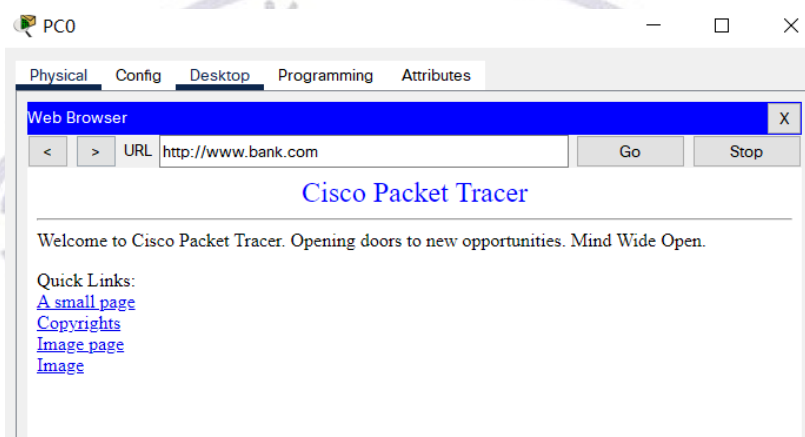 PC0
Physical Config Desktop Programming Attributes
Web Browser X
< > URL http://www.bank.com Go Stop
Cisco Packet Tracer
Welcome to Cisco Packet Tracer. Opening doors to new opportunities. Mind Wide Open.
Quick Links:
A small page
Copyrights
Image page
Image